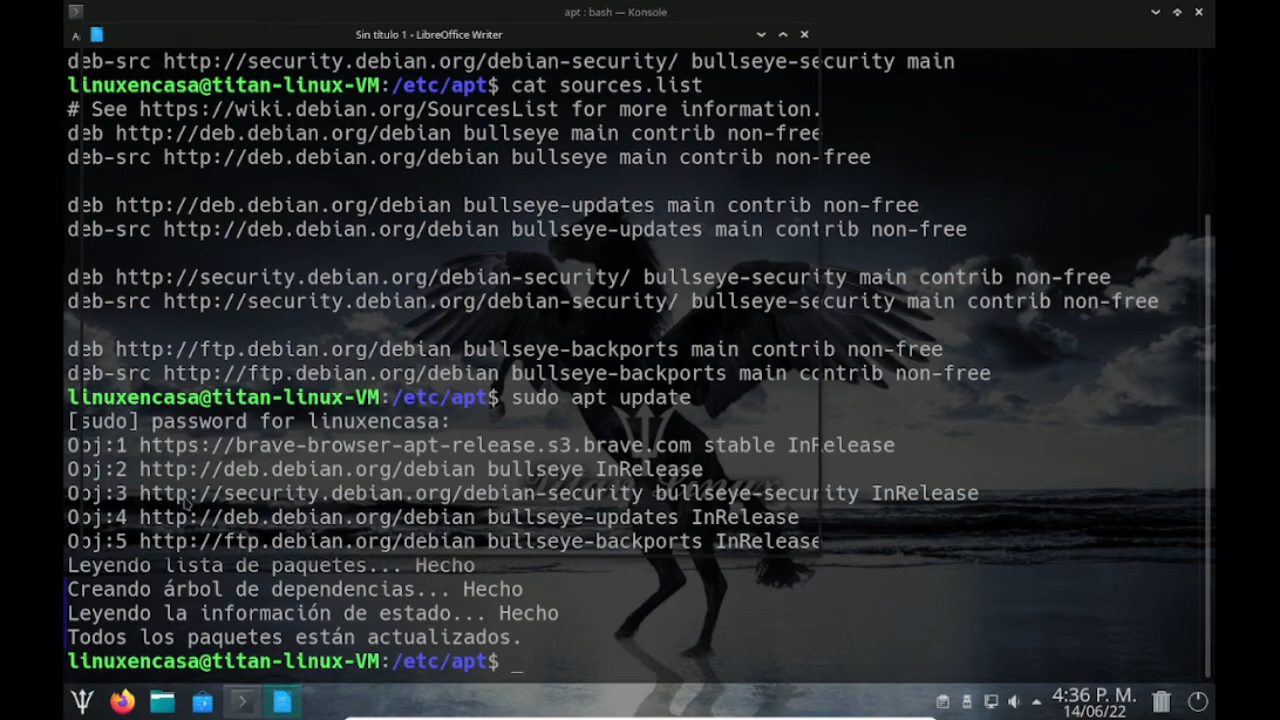 apt : bash — Konsole
Sin título 1 - LibreOffice Writer
deb-src http://security.debian.org/debian-security/ bullseye-security main
linuxencasa@titan-linux-VM:/etc/apt$ cat sources.list
# See https://wiki.debian.org/SourcesList for more information.
deb http://deb.debian.org/debian bullseye main contrib non-free
deb-src http://deb.debian.org/debian bullseye main contrib non-free
deb http://deb.debian.org/debian bullseye-updates main contrib non-free
deb-src http://deb.debian.org/debian bullseye-updates main contrib non-free
deb http://security.debian.org/debian-security/ bullseye-security main contrib non-free
deb-src http://security.debian.org/debian-security/ bullseye-security main contrib non-free
deb http://ftp.debian.org/debian bullseye-backports main contrib non-free
deb-src http://ftp.debian.org/debian bullseye-backports main contrib non-free
linuxencasa@titan-linux-VM:/etc/apt$ sudo apt update
[sudo] password for linuxencasa:
Obj:1 https://brave-browser-apt-release.s3.brave.com stable InRelease
Obj:2 http://deb.debian.org/debian bullseye InRelease
Obj:3 http://security.debian.org/debian-security bullseye-security InRelease
Obj:4 http://deb.debian.org/debian bullseye-updates InRelease
Obj:5 http://ftp.debian.org/debian bullseye-backports InRelease
Leyendo lista de paquetes... Hecho
Creando árbol de dependencias... Hecho
Leyendo la información de estado... Hecho
Todos los paquetes están actualizados.
linuxencasa@titan-linux-VM:/etc/apt$ _
4:36 P. M.
14/06/22